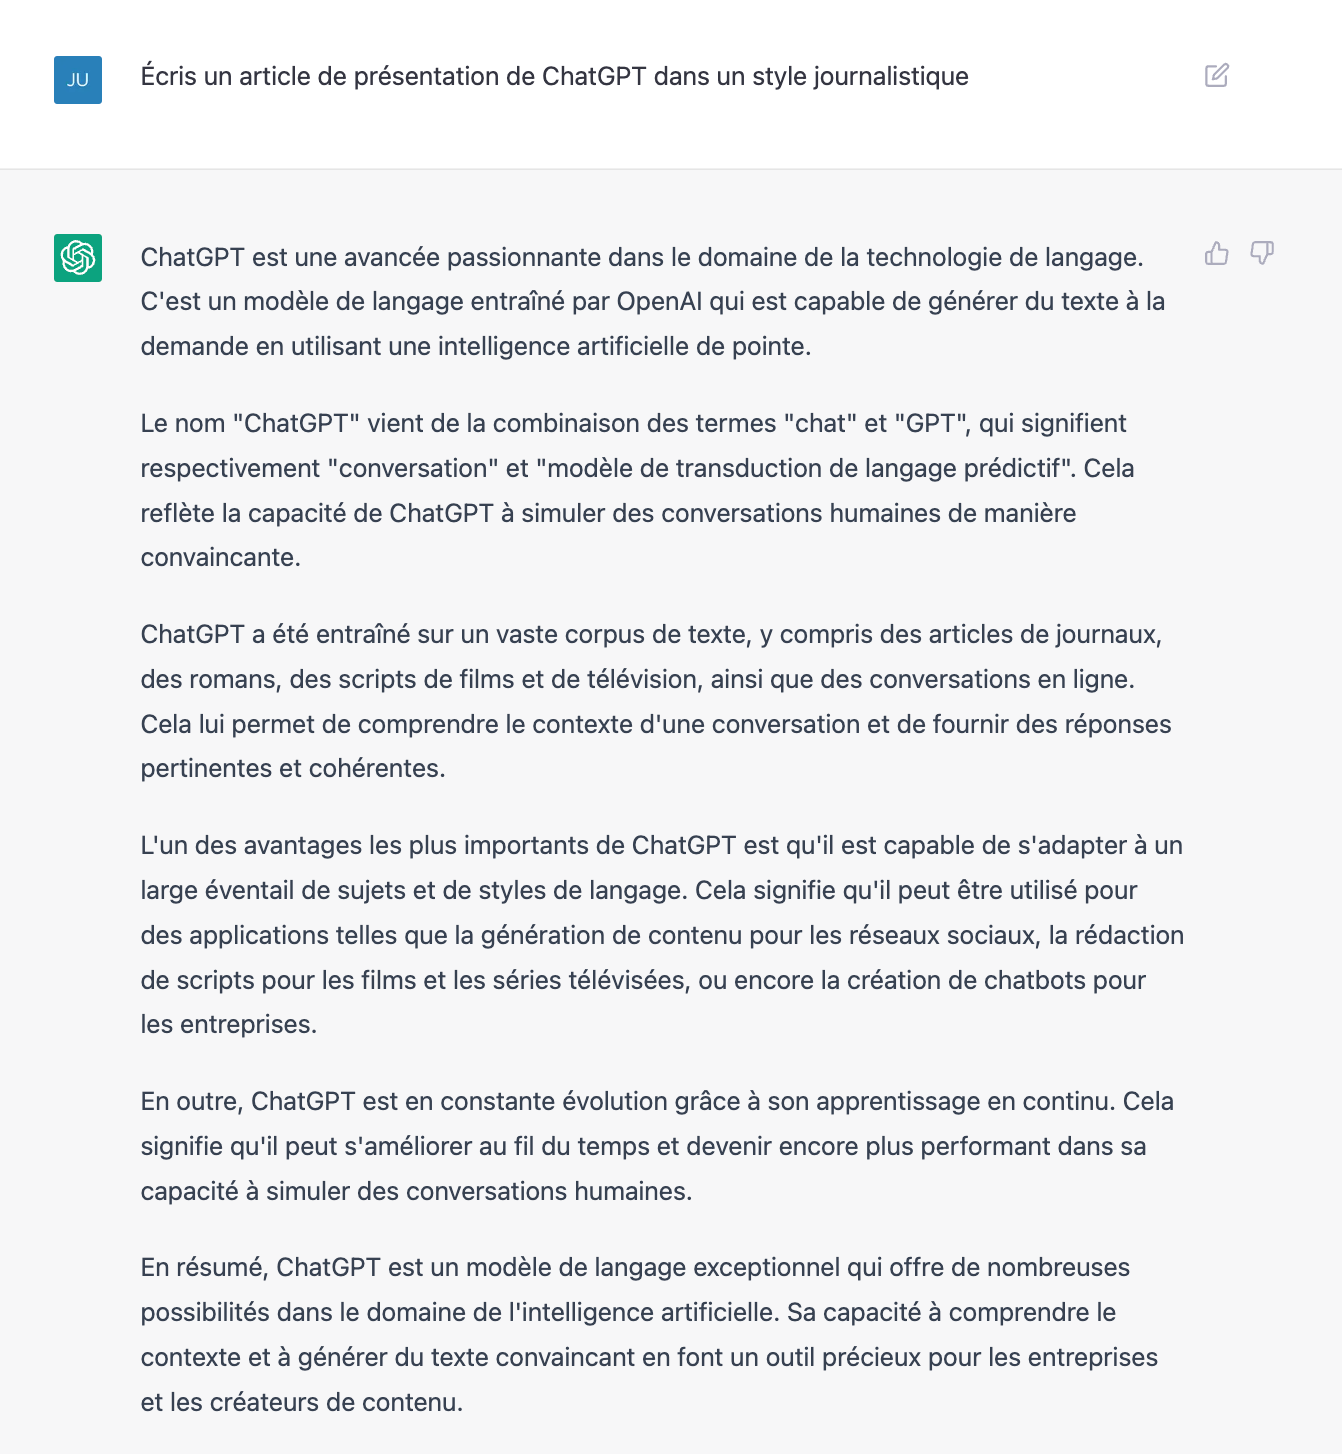 JU
Écris un article de présentation de ChatGPT dans un style journalistique
ChatGPT est une avancée passionnante dans le domaine de la technologie de langage.
C'est un modèle de langage entraîné par OpenAI qui est capable de générer du texte à la
demande en utilisant une intelligence artificielle de pointe.
Le nom "ChatGPT" vient de la combinaison des termes "chat" et "GPT", qui signifient
respectivement "conversation" et "modèle de transduction de langage prédictif". Cela
reflète la capacité de ChatGPT à simuler des conversations humaines de manière
convaincante.
ChatGPT a été entraîné sur un vaste corpus de texte, y compris des articles de journaux,
des romans, des scripts de films et de télévision, ainsi que des conversations en ligne.
Cela lui permet de comprendre le contexte d'une conversation et de fournir des réponses
pertinentes et cohérentes.
L'un des avantages les plus importants de ChatGPT est qu'il est capable de s'adapter à un
large éventail de sujets et de styles de langage. Cela signifie qu'il peut être utilisé pour
des applications telles que la génération de contenu pour les réseaux sociaux, la rédaction
de scripts pour les films et les séries télévisées, ou encore la création de chatbots pour
les entreprises.
En outre, ChatGPT est en constante évolution grâce à son apprentissage en continu. Cela
signifie qu'il peut s'améliorer au fil du temps et devenir encore plus performant dans sa
capacité à simuler des conversations humaines.
En résumé, ChatGPT est un modèle de langage exceptionnel qui offre de nombreuses
possibilités dans le domaine de l'intelligence artificielle. Sa capacité à comprendre le
contexte et à générer du texte convaincant en font un outil précieux pour les entreprises
et les créateurs de contenu.